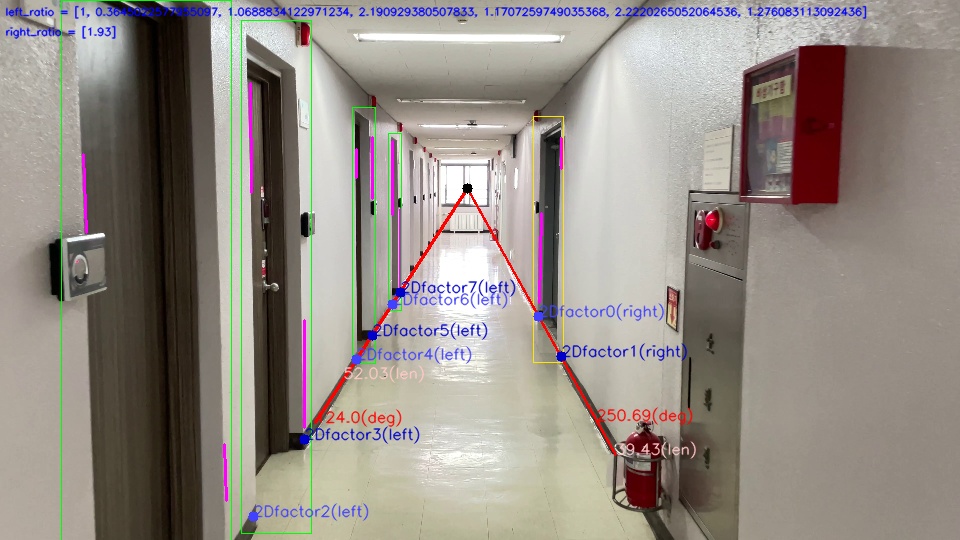 left_ratio = [1, 0.3649023577865097, 1.0688834122971234, 2.190929380507833, 1.1707259749035368, 2.2220265052064536, 1.276083113092436]
right_ratio = [1.93]
2Dfactor7(left)
2Dfactor6(left)
2Dfactor0(right)
2Dfactor5(left)
2Dfactor4(left)
2Dfactor1(right)
52.03(len)
24.0(deg)
250.69(deg)
2Dfactor3(left)
39.43(len)
2Dfactor2(left)